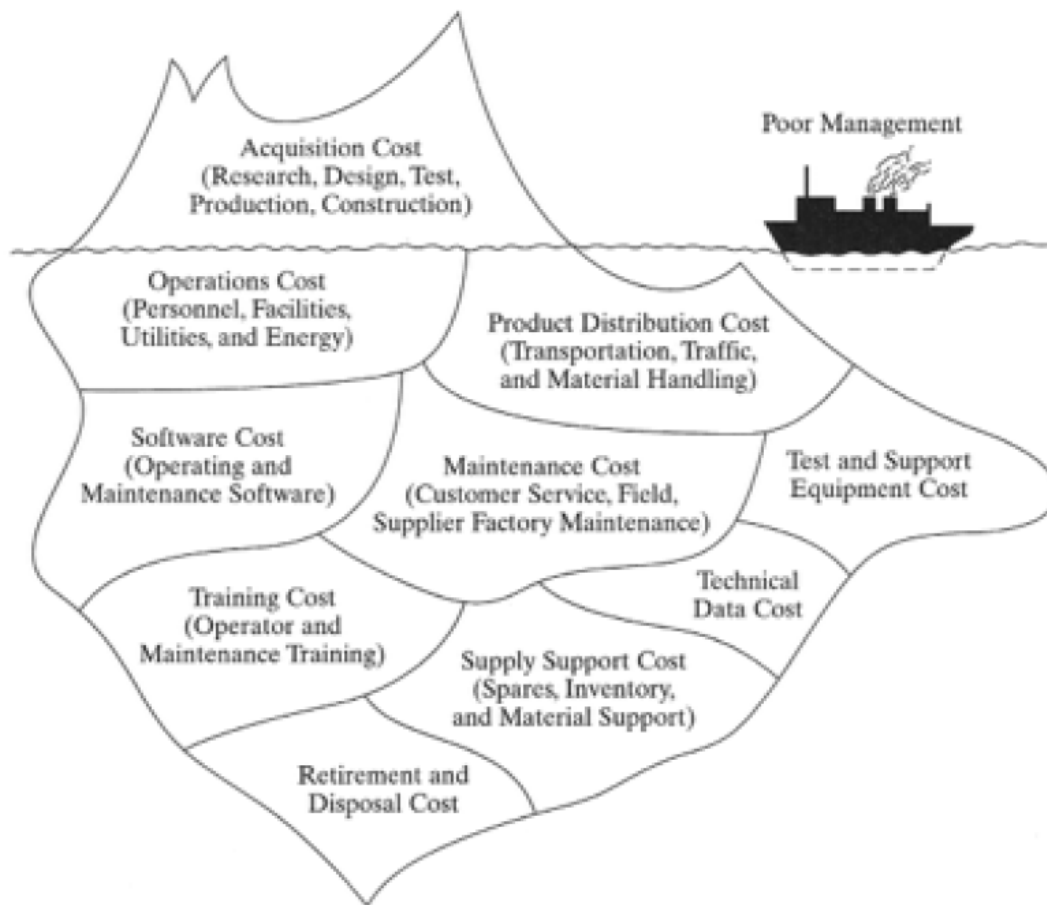 Poor Management
Acquisition Cost
(Research, Design, Test,
Production, Construction)
Operations Cost
(Personnel, Facilities,
Utilities, and Energy)
Product Distribution Cost
(Transportation, Traffic,
and Material Handling)
Software Cost
(Operating and
Maintenance Software)
Maintenance Cost
(Customer Service, Field,
Supplier Factory Maintenance)
Test and Support
Equipment Cost
Training Cost
(Operator and
Maintenance Training)
Technical
Data Cost
Supply Support Cost
(Spares, Inventory,
and Material Support)
Retirement and
Disposal Cost